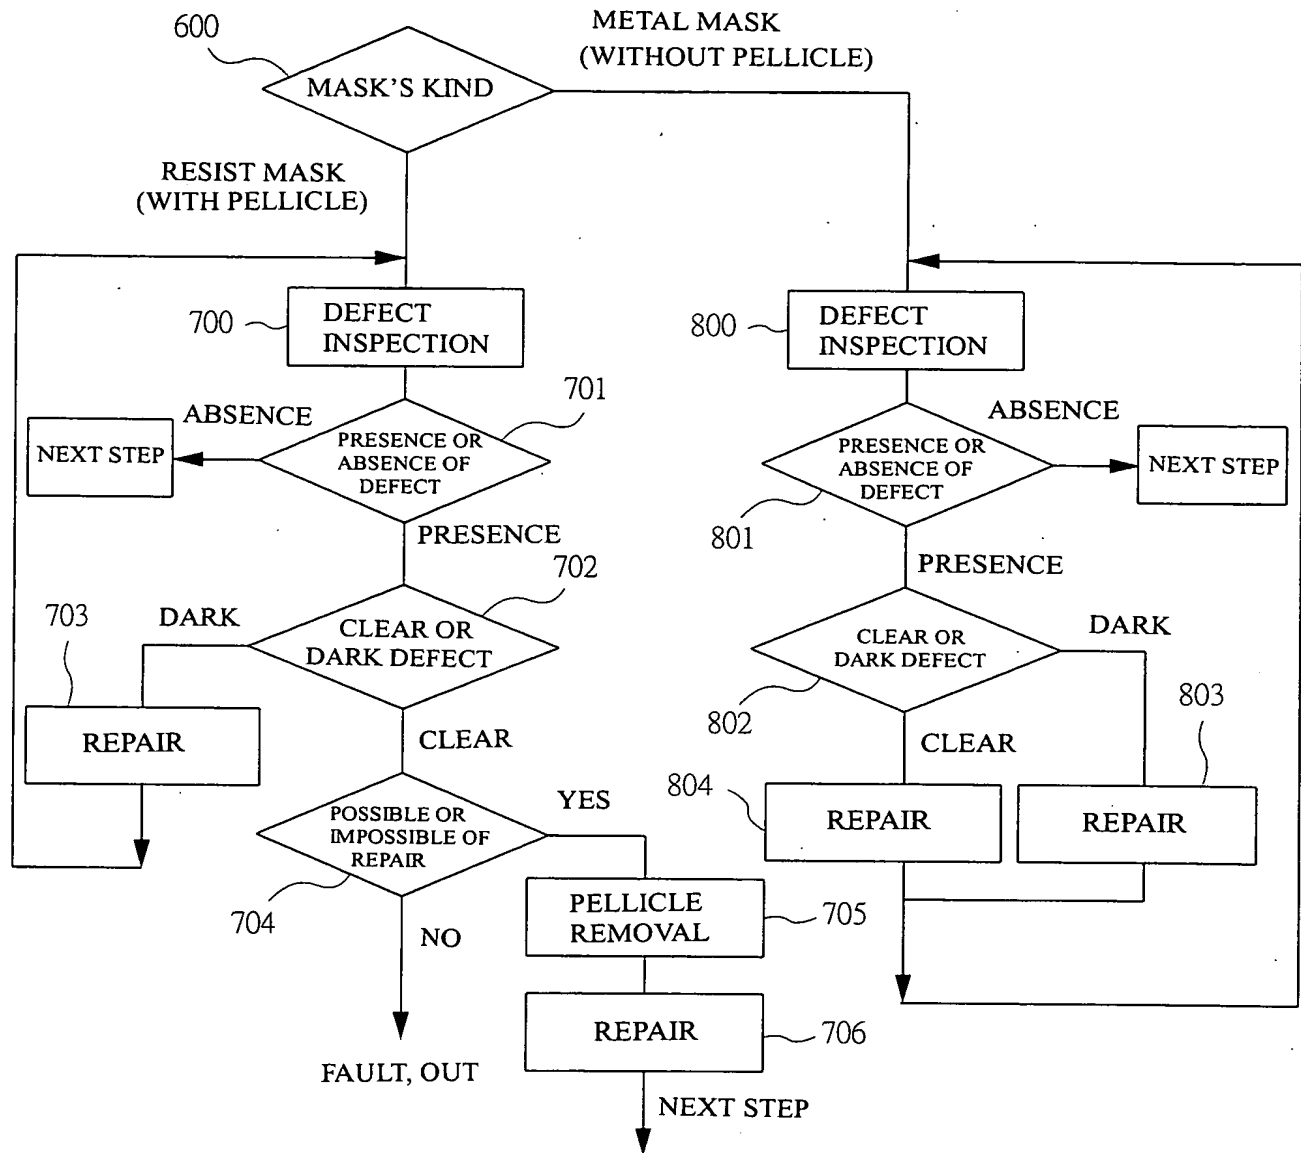 600
METAL MASK
(WITHOUT PELLICLE)
MASK'S KIND
RESIST MASK
(WITH PELLICLE)
700
DEFECT
INSPECTION
800
DEFECT
INSPECTION
701
ABSENCE
NEXT STEP
PRESENCE OR
ABSENCE OF
DEFECT
ABSENCE
PRESENCE OR
ABSENCE OF
DEFECT
NEXT STEP
801
PRESENCE
PRESENCE
702
703
DARK
CLEAR OR
DARK DEFECT
CLEAR OR
DARK DEFECT
DARK
802
803
REPAIR
CLEAR
CLEAR
804
REPAIR
REPAIR
YES
POSSIBLE OR
IMPOSSIBLE OF
REPAIR
704
NO
PELLICLE
REMOVAL
705
REPAIR
706
FAULT, OUT
NEXT STEP